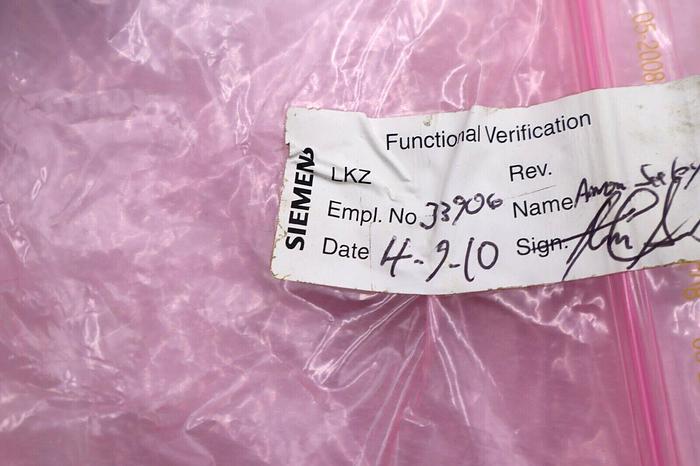 Functional Verification
SIEMENS
LKZ Rev.
Empl. No 33906 Name
Date 4-9-10 Sign.
05-2008